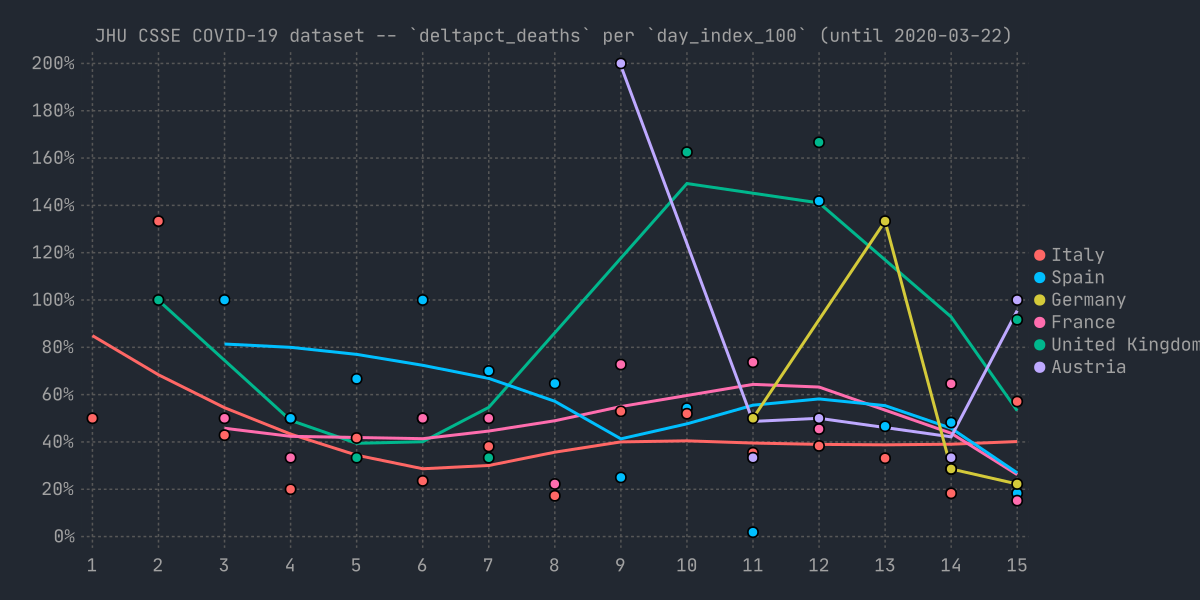 JHU CSSE COVID-19 dataset -- `deltapct_deaths` per `day_index_100` (until 2020-03-22)
200%
180%
160%
140%
120%
100%
80%
60%
40%
20%
0%
1 2 3 4 5 6 7 8 9 10 11 12 13 14 15
Italy
Spain
Germany
France
United Kingdom
Austria